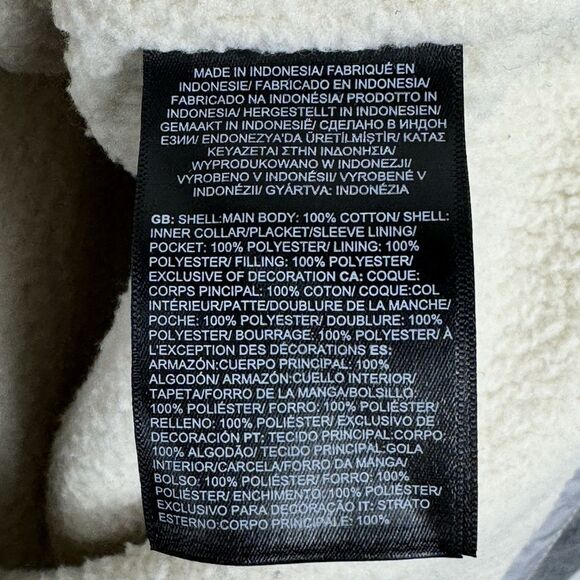 MADE IN INDONESIA/ FABRIQUÉ EN
INDONESIE/ FABRICADO EN INDONESIA/
FABRICADO NA INDONÉSIA/ PRODOTTO IN
INDONESIA/ HERGESTELLT IN INDONESIEN/
GEMAAKT IN INDONESIË/ СДЕЛАНО В ИНДОН
ЕЗИИ/ ENDONEZYA'DA ÜRETİLMİŞTİR/ ΚΑΤΑΣ
ΚΕΥΑΖΕΤΑΙ ΣΤΗΝ ΙΝΔΟΝΗΣΙΑ/
WYPRODUKOWANO W INDONEZJI/
VYROBENO V INDONÉSII/ VYROBENÉ V
INDONÉZII/ GYÁRTVA: INDONÉZIA
GB: SHELL:MAIN BODY: 100% COTTON/ SHELL:
INNER COLLAR/PLACKET/SLEEVE LINING/
POCKET: 100% POLYESTER/ LINING: 100%
POLYESTER/ FILLING: 100% POLYESTER/
EXCLUSIVE OF DECORATION CA: COQUE:
CORPS PINCIPAL: 100% COTON/ COQUE:COL
INTÉRIEUR/PATTE/DOUBLURE DE LA MANCHE/
POCHE: 100% POLYESTER/ DOUBLURE: 100%
POLYESTER/ BOURRAGE: 100% POLYESTER/ À
L'EXCEPTION DES DÉCORATIONS ES:
ARMAZÓN:CUERPO PRINCIPAL: 100%
ALGODÓN/ ARMAZÓN:CUELLO INTERIOR/
TAPETA/FORRO DE LA MANGA/BOLSILLO:
100% POLIÉSTER/ FORRO: 100% POLIÉSTER/
RELLENO: 100% POLIÉSTER/ EXCLUSIVO DE
DECORACIÓN PT: TECIDO PRINCIPAL:CORPO:
100% ALGODÃO/ TECIDO PRINCIPAL:GOLA
INTERIOR/CARCELA/FORRO DA MANGA/
BOLSO: 100% POLIÉSTER/ FORRO: 100%
POLIÉSTER/ ENCHIMENTO: 100% POLIÉSTER/
EXCLUSIVO PARA DECORAÇÃO IT: STRATO
ESTERNO:CORPO PRINCIPALE: 100%